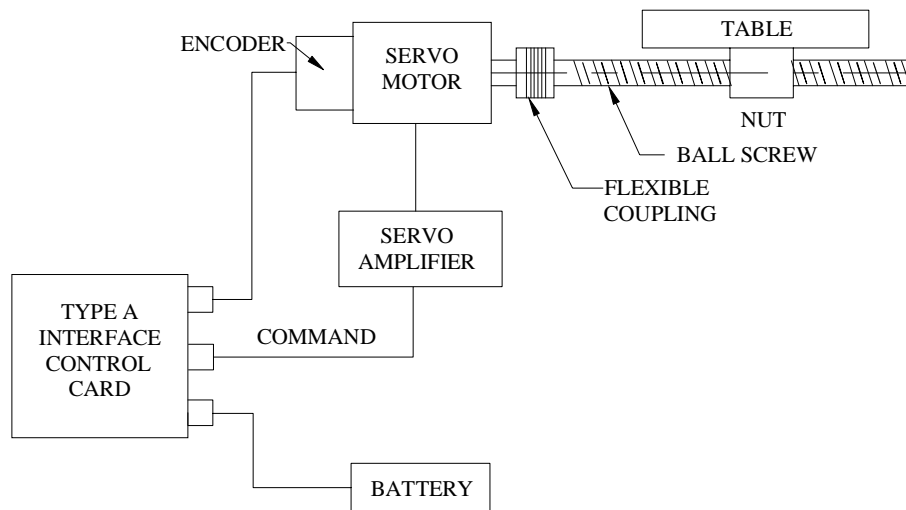 ENCODER
SERVO
MOTOR
TABLE
NUT
BALL SCREW
FLEXIBLE
COUPLING
SERVO
AMPLIFIER
TYPE A
INTERFACE
CONTROL
CARD
COMMAND
BATTERY